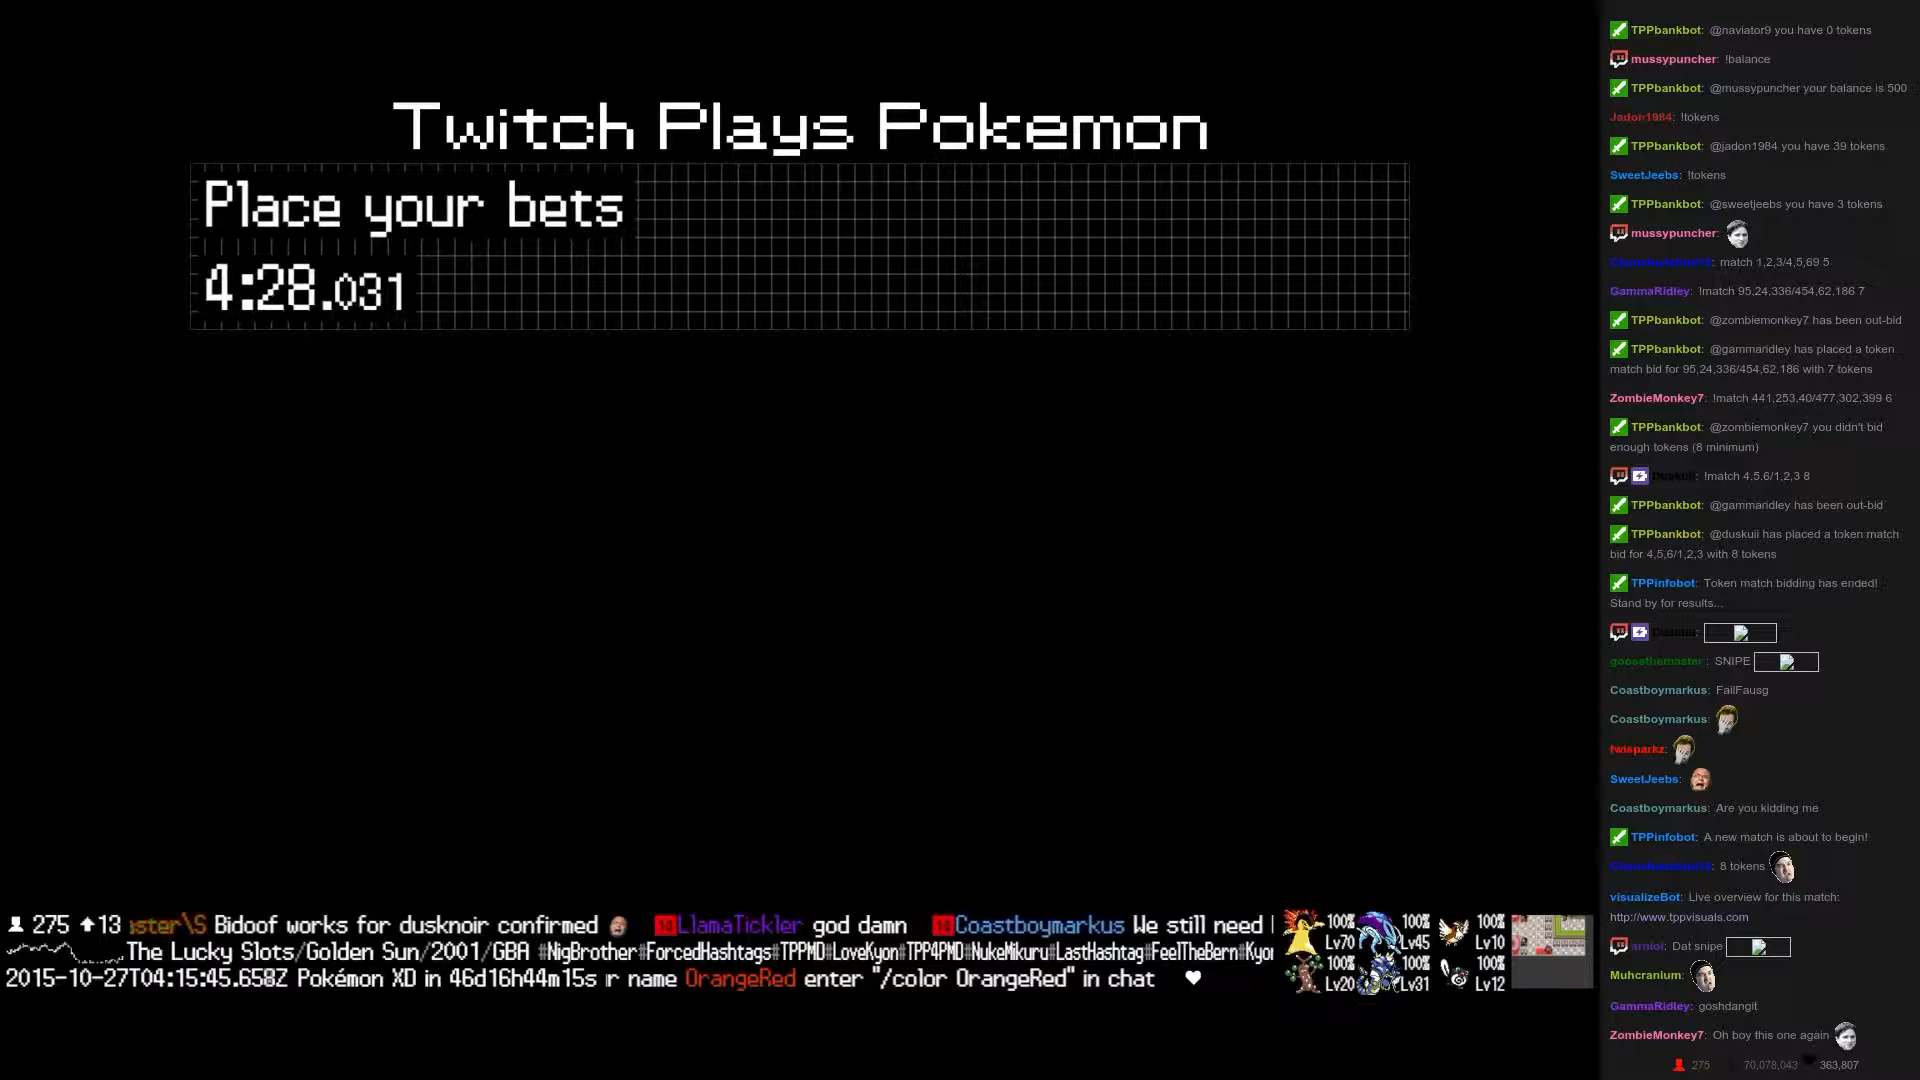 Twitch Plays Pokemon
Place your bets
4:28.031
275 13 ister\S Bidoof works for dusknoir confirmed LlamaTickler god damn Coastboymarkus We still need
The Lucky Slots/Golden Sun/2001/GBA #NigBrother#ForcedHashtags#TPPMD#LoveKyon#TPP4PMD#NukeMikuru#LastHashtag#FeelTheBern#Kyon
2015-10-27T04:15:45.658Z Pokémon XD in 46d16h44m15s r name OrangeRed enter "/color OrangeRed" in chat
100% 100% 100%
Lv70 Lv45 Lv10
100% 100% 100%
Lv20 Lv31 Lv12
TPPbankbot: @naviator9 you have 0 tokens
mussypuncher: !balance
TPPbankbot: @mussypuncher your balance is 500
Jadon1984: !tokens
TPPbankbot: @jadon1984 you have 39 tokens
SweetJeebs: !tokens
TPPbankbot: @sweetjeebs you have 3 tokens
mussypuncher:
match 1,2,3/4,5,69 5
GammaRidley: !match 95,24,336/454,62,186 7
TPPbankbot: @zombiemonkey7 has been out-bid
TPPbankbot: @gammaridley has placed a token
match bid for 95,24,336/454,62,186 with 7 tokens
ZombieMonkey7: !match 441,253,40/477,302,399 6
TPPbankbot: @zombiemonkey7 you didn't bid
enough tokens (8 minimum)
Duskuii: !match 4,5,6/1,2,3 8
TPPbankbot: @gammaridley has been out-bid
TPPbankbot: @duskuii has placed a token match
bid for 4,5,6/1,2,3 with 8 tokens
TPPinfobot: Token match bidding has ended!
Stand by for results...
Duskuii:
goosethemaster: SNIPE
Coastboymarkus: FailFausg
Coastboymarkus:
twisparkz:
SweetJeebs:
Coastboymarkus: Are you kidding me
TPPinfobot: A new match is about to begin!
8 tokens
visualizeBot: Live overview for this match:
http://www.tppvisuals.com
arnioi: Dat snipe
Muhcranium:
GammaRidley: goshdangit
ZombieMonkey7: Oh boy this one again
275 70,078,043 363,807